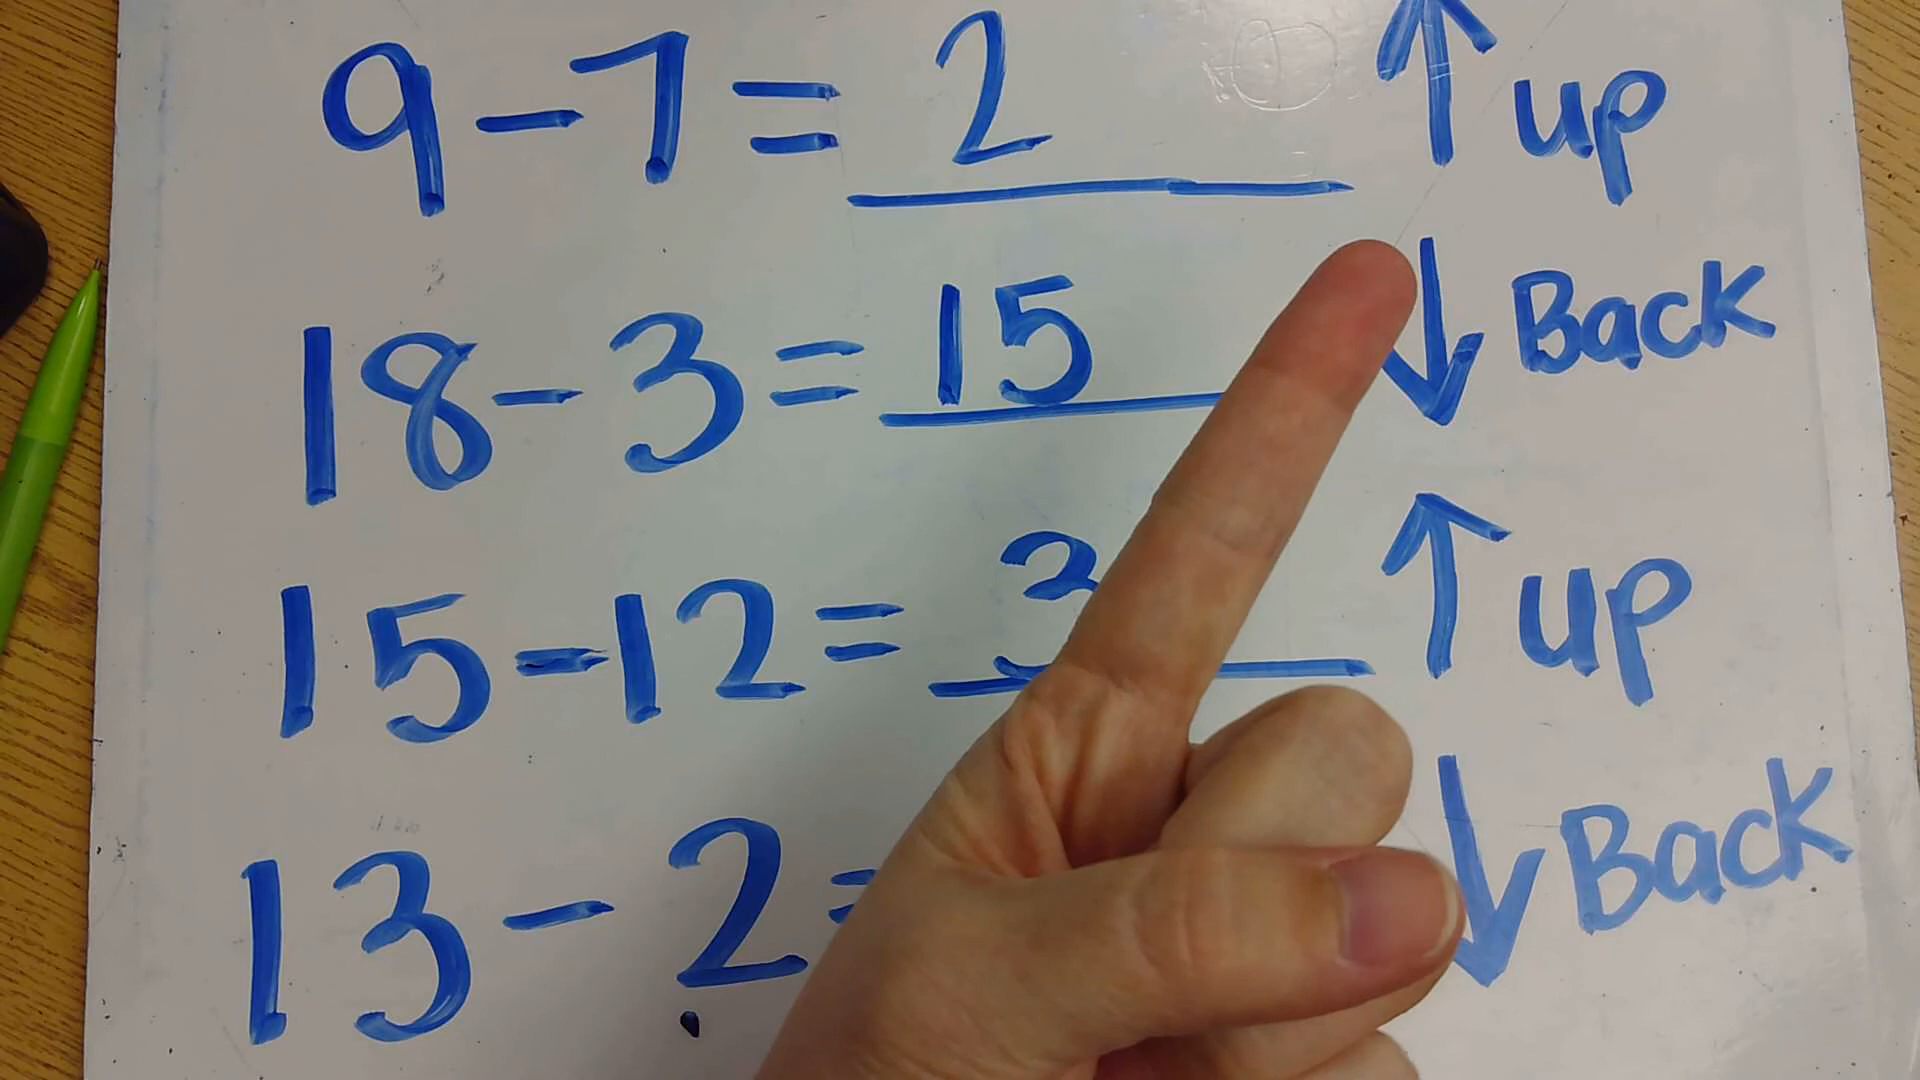 9-7= 2 ↑ up
18-3= 15 ↓ Back
15-12= 3 ↑ up
13-2= ↓ Back